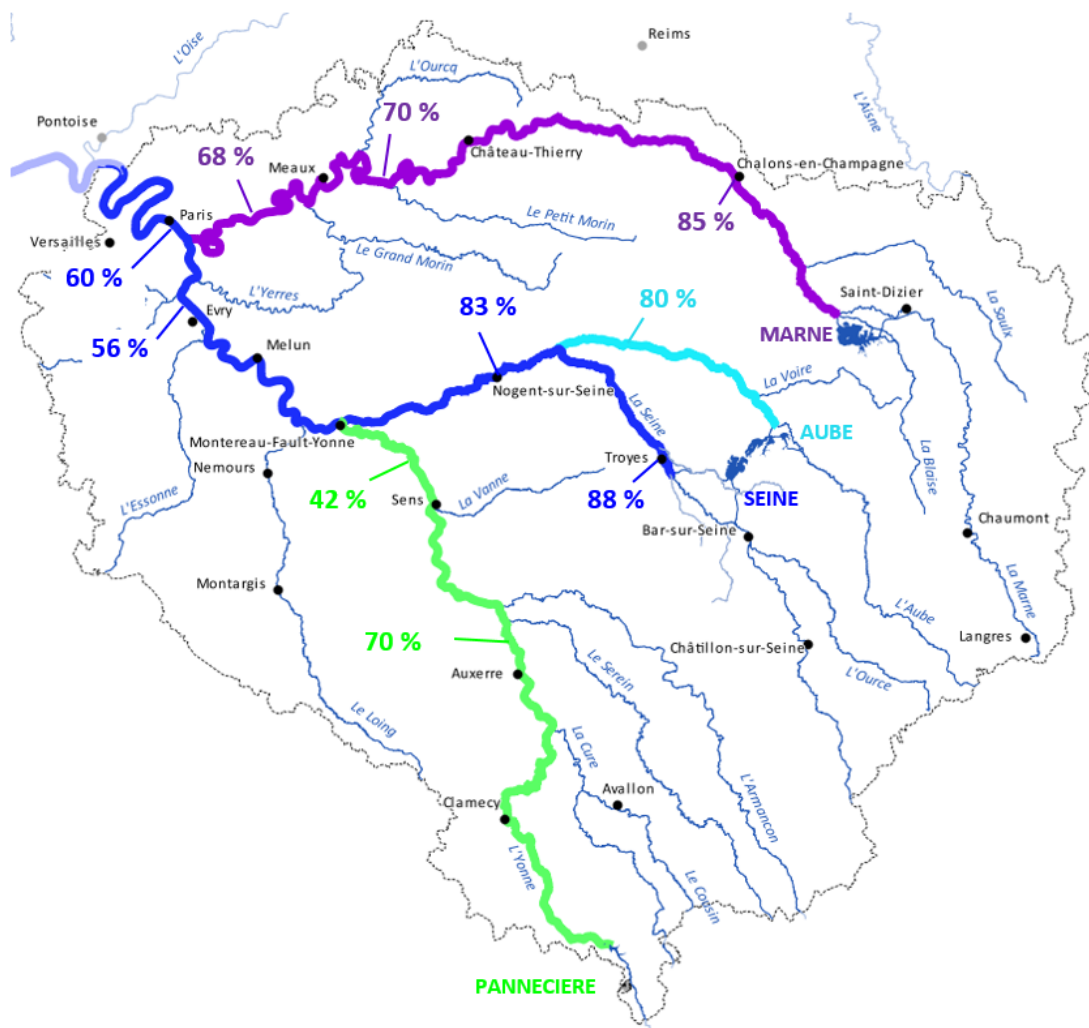 Reims
L'Oise
L'Ourcq
L'Aisne
Pontoise
70 %
68 %
Château-Thierry
Meaux
Chalons-en-Champagne
Paris
Le Petit Morin
85 %
Versailles
Le Grand Morin
60 %
L'Yerres
Saint-Dizier
La Saulx
Evry
83 %
80 %
MARNE
56 %
Melun
La Voire
Nogent-sur-Seine
La Seine
AUBE
Montereau-Fault-Yonne
La Blaise
Nemours
Troyes
L'Essonne
42 %
Sens
La Vanne
88 %
SEINE
Chaumont
Bar-sur-Seine
Montargis
La Marne
L'Aube
70 %
Châtillon-sur-Seine
Langres
Le Serein
Auxerre
L'Ource
Le Loing
La Cure
Avallon
L'Armancon
Clamecy
L'Yonne
Le Cousin
PANNECIERE